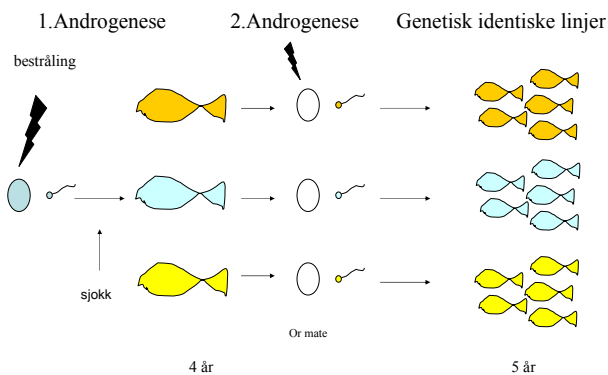 1.Androgenese
2.Androgenese
Genetisk identiske linjer
bestråling
sjokk
Or mate
4 år
5 år